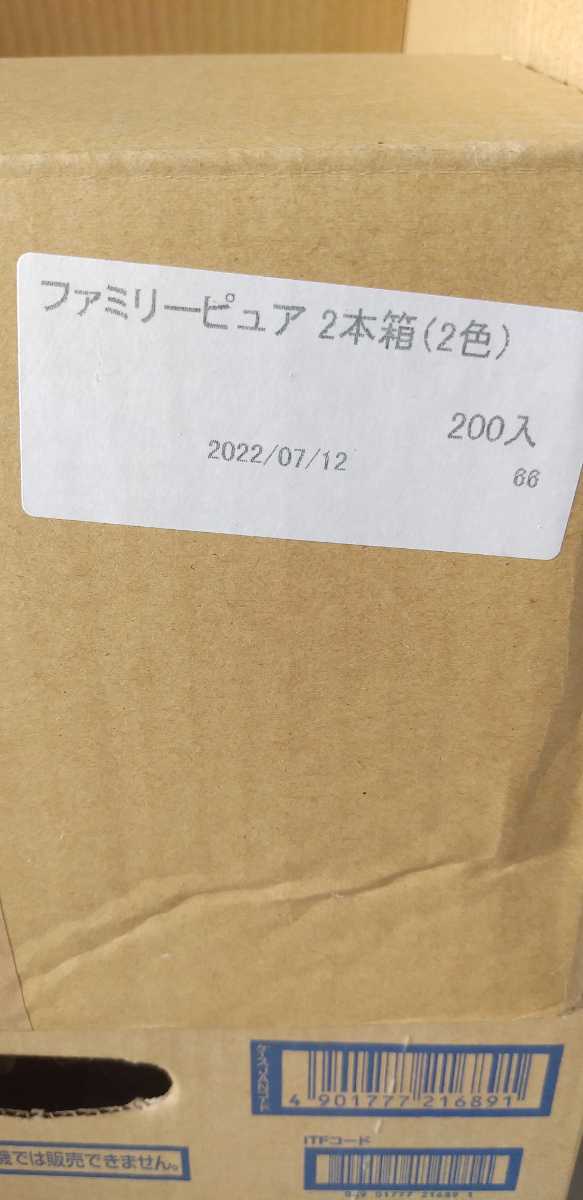 ファミリーピュア 2本箱(2色)
200入
2022/07/12
66
4 901777 216891
ITFコード
機では販売できません。